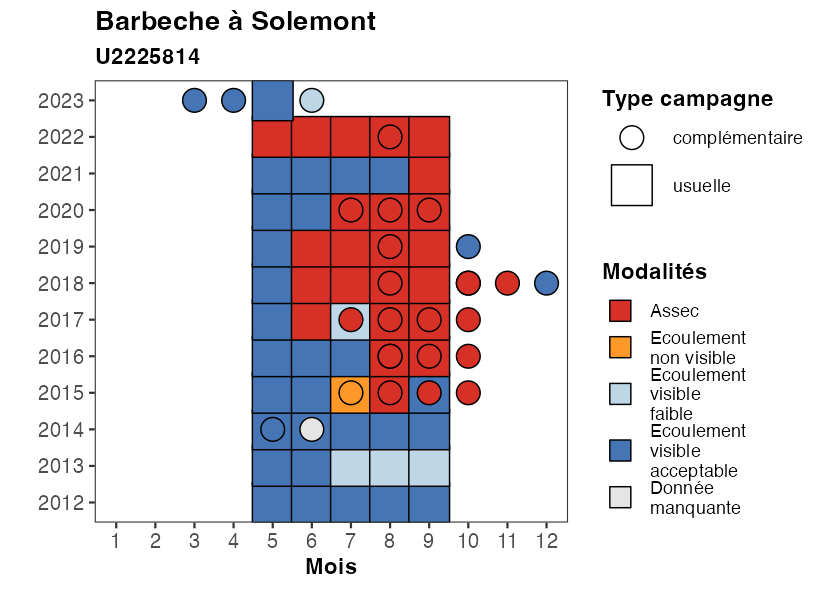 Barbeche à Solemont
U2225814
2023
2022
2021
2020
2019
2018
2017
2016
2015
2014
2013
2012
1 2 3 4 5 6 7 8 9 10 11 12
Mois
Type campagne
complémentaire
usuelle
Modalités
Assec
Ecoulement
non visible
Ecoulement
visible
faible
Ecoulement
visible
acceptable
Donnée
manquante